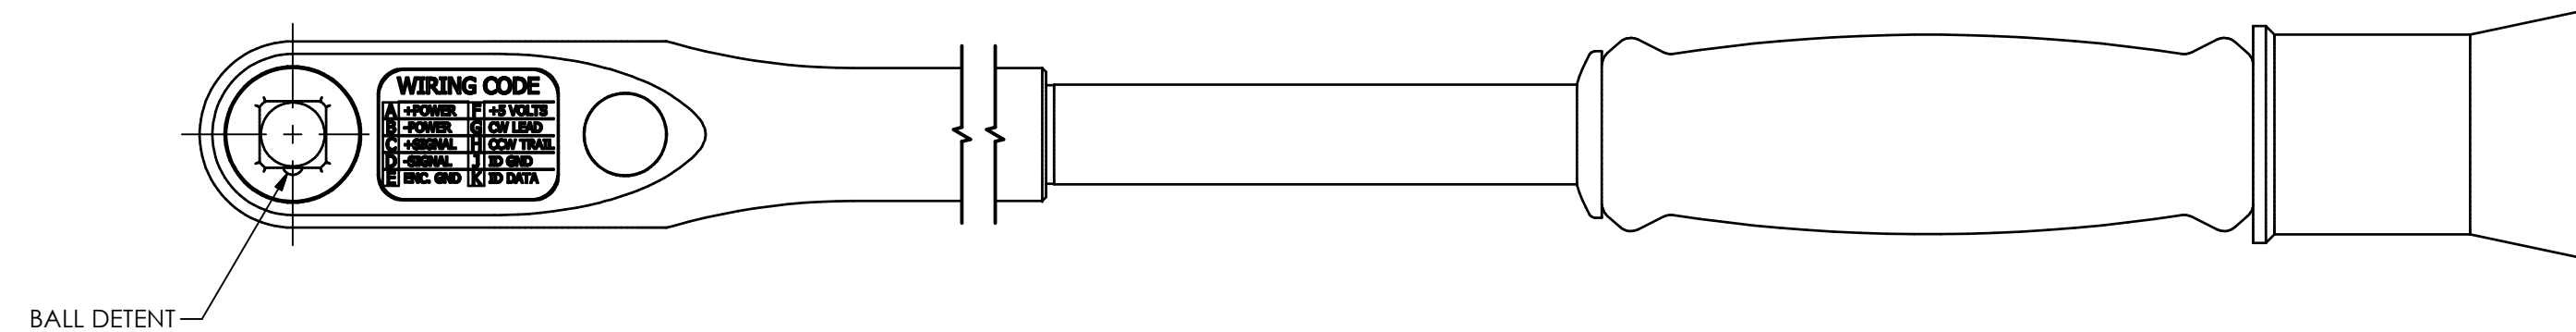 WIRING CODE
A +POWER F +5 VOLTS
B -POWER G CW LEAD
C +SIGNAL H CCW TRAIL
D -SIGNAL J ID GND
E ENC. GND K ID DATA
BALL DETENT